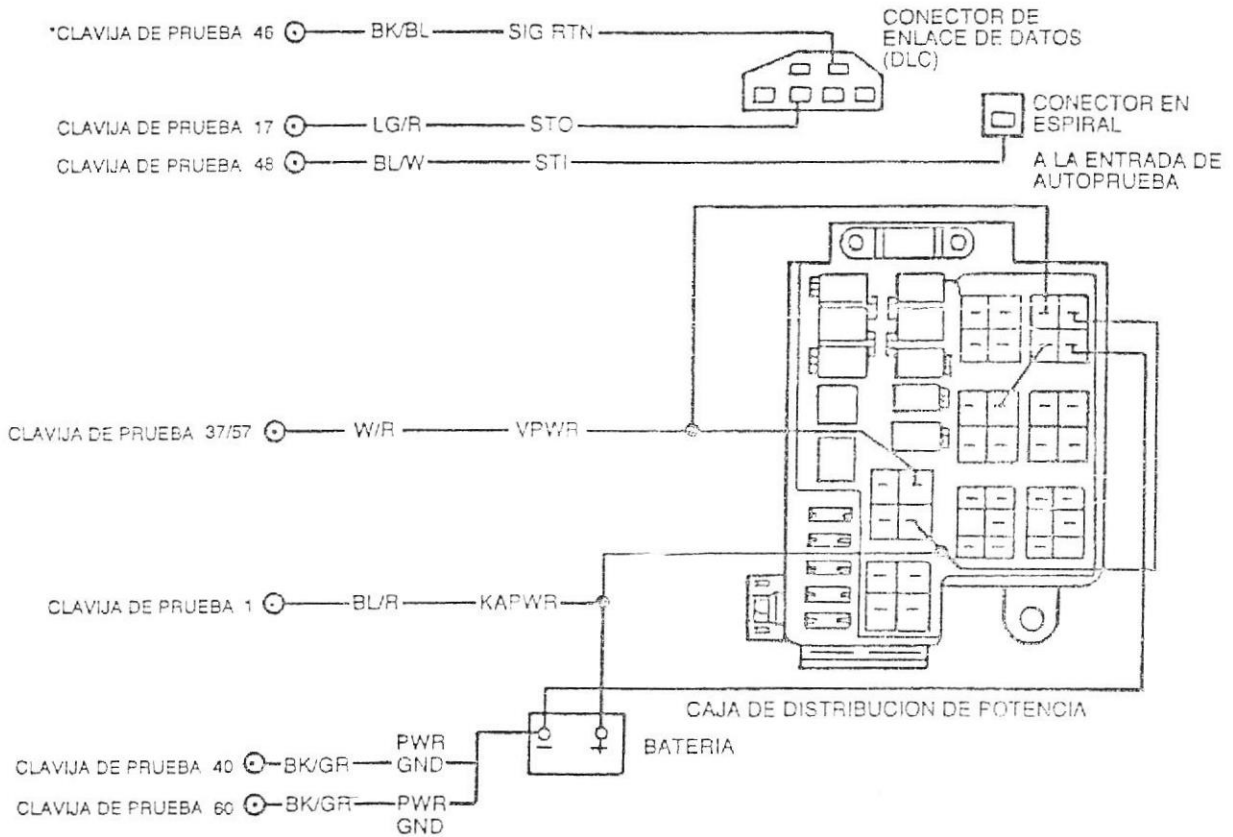 *CLAVIJA DE PRUEBA 46 BK/BL SIG RTN
CONECTOR DE
ENLACE DE DATOS
(DLC)
CLAVIJA DE PRUEBA 17 LG/R STO
CONECTOR EN
ESPIRAL
CLAVIJA DE PRUEBA 48 BL/W STI
A LA ENTRADA DE
AUTOPRUEBA
CLAVIJA DE PRUEBA 37/57 W/R VPWR
CLAVIJA DE PRUEBA 1 BL/R KAPWR
CAJA DE DISTRIBUCION DE POTENCIA
- +
BATERIA
CLAVIJA DE PRUEBA 40 BK/GR PWR
GND
CLAVIJA DE PRUEBA 60 BK/GR PWR
GND